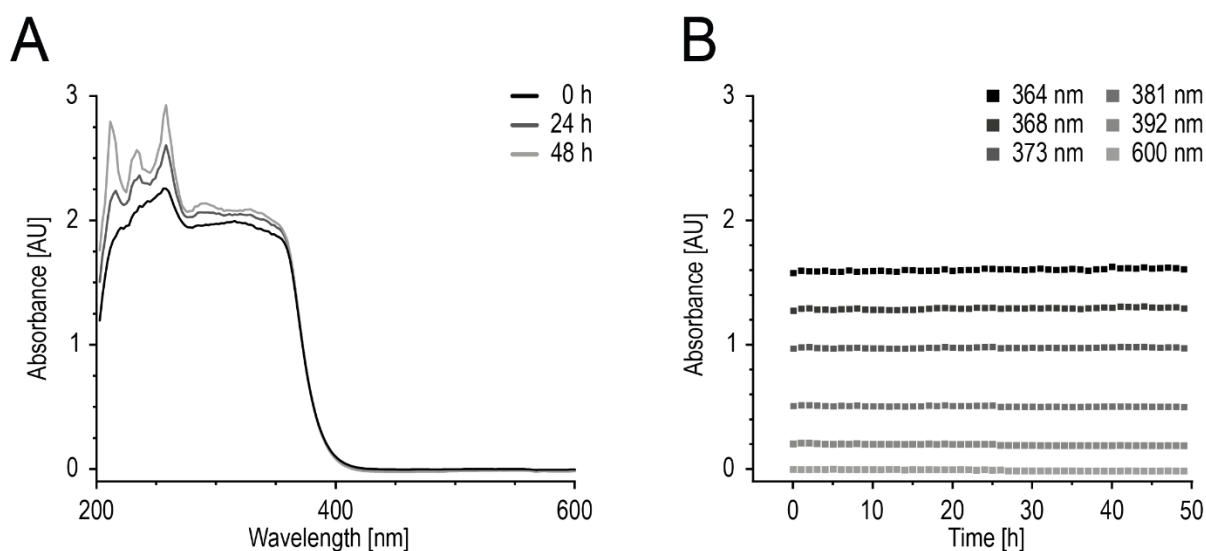 A
3
2
1
0
Absorbance [AU]
200
400
600
Wavelength [nm]
0 h
24 h
48 h
B
3
2
1
0
Absorbance [AU]
0
10
20
30
40
50
Time [h]
364 nm
368 nm
373 nm
381 nm
392 nm
600 nm